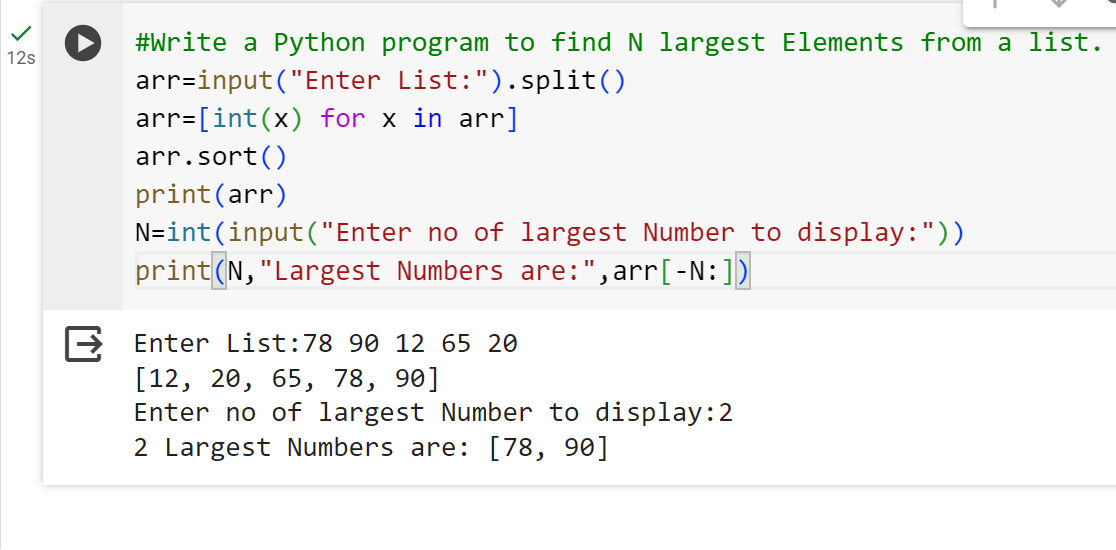 12s
#Write a Python program to find N largest Elements from a list.
arr=input("Enter List:").split()
arr=[int(x) for x in arr]
arr.sort()
print(arr)
N=int(input("Enter no of largest Number to display:"))
print(N,"Largest Numbers are:",arr[-N:])
Enter List:78 90 12 65 20
[12, 20, 65, 78, 90]
Enter no of largest Number to display:2
2 Largest Numbers are: [78, 90]